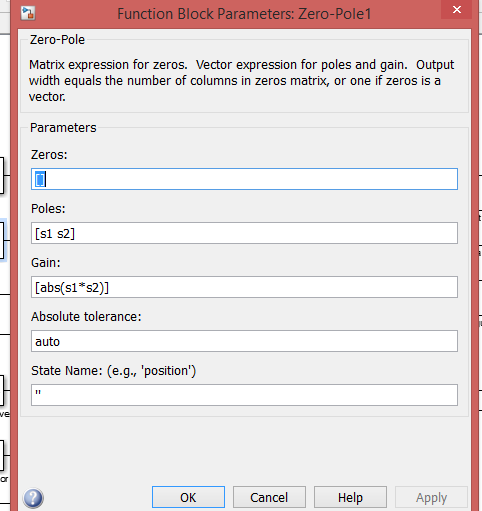 Function Block Parameters: Zero-Pole1
Zero-Pole
Matrix expression for zeros. Vector expression for poles and gain. Output
width equals the number of columns in zeros matrix, or one if zeros is a
vector.
Parameters
Zeros:
[]
Poles:
[s1 s2]
Gain:
[abs(s1*s2)]
Absolute tolerance:
auto
State Name: (e.g., 'position')
''
OK Cancel Help Apply